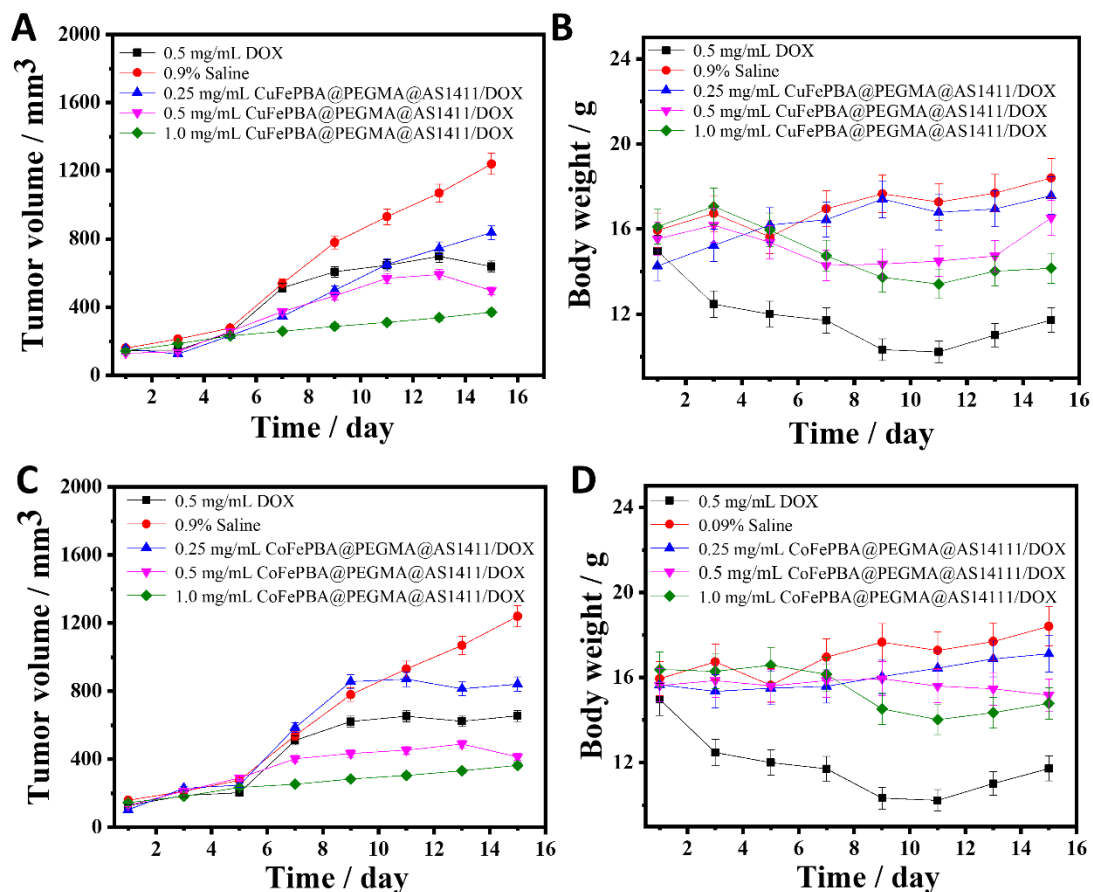 A
Tumor volume / mm3
2000
1600
1200
800
400
0
0.5 mg/mL DOX
0.9% Saline
0.25 mg/mL CuFePBA@PEGMA@AS1411/DOX
0.5 mg/mL CuFePBA@PEGMA@AS1411/DOX
1.0 mg/mL CuFePBA@PEGMA@AS1411/DOX
2 4 6 8 10 12 14 16
Time / day
B
Body weight / g
24
20
16
12
0.5 mg/mL DOX
0.9% Saline
0.25 mg/mL CuFePBA@PEGMA@AS1411/DOX
0.5 mg/mL CuFePBA@PEGMA@AS1411/DOX
1.0 mg/mL CuFePBA@PEGMA@AS1411/DOX
2 4 6 8 10 12 14 16
Time / day
C
Tumor volume / mm3
2000
1600
1200
800
400
0
0.5 mg/mL DOX
0.9% Saline
0.25 mg/mL CoFePBA@PEGMA@AS1411/DOX
0.5 mg/mL CoFePBA@PEGMA@AS1411/DOX
1.0 mg/mL CoFePBA@PEGMA@AS1411/DOX
2 4 6 8 10 12 14 16
Time / day
D
Body weight / g
24
20
16
12
0.5 mg/mL DOX
0.09% Saline
0.25 mg/mL CoFePBA@PEGMA@AS14111/DOX
0.5 mg/mL CoFePBA@PEGMA@AS14111/DOX
1.0 mg/mL CoFePBA@PEGMA@AS14111/DOX
2 4 6 8 10 12 14 16
Time / day